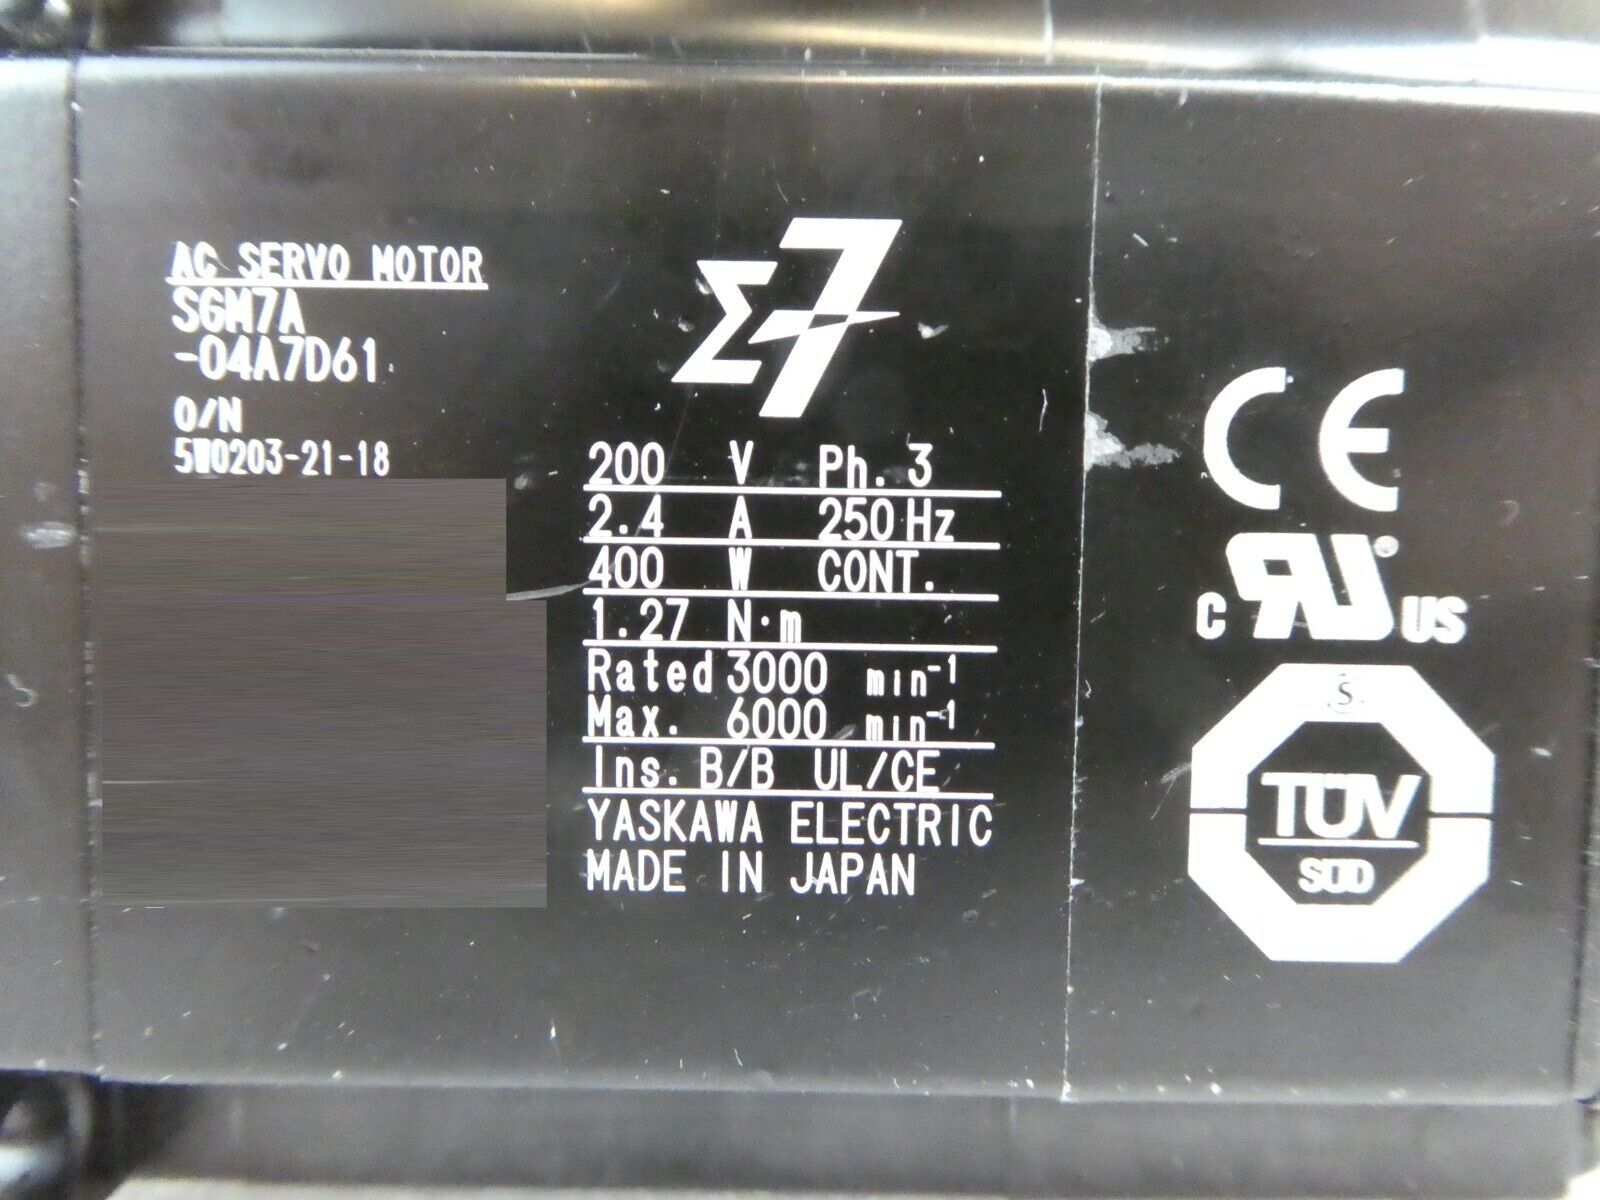 AC SERVO MOTOR
SGM7A
-04A7D61
O/N
5W0203-21-18
Σ7
200 V Ph. 3
2.4 A 250 Hz
400 W CONT.
1.27 N·m
Rated 3000 min⁻¹
Max. 6000 min⁻¹
Ins. B/B UL/CE
YASKAWA ELECTRIC
MADE IN JAPAN
CE
C RU ® US
S
TÜV
SÜD